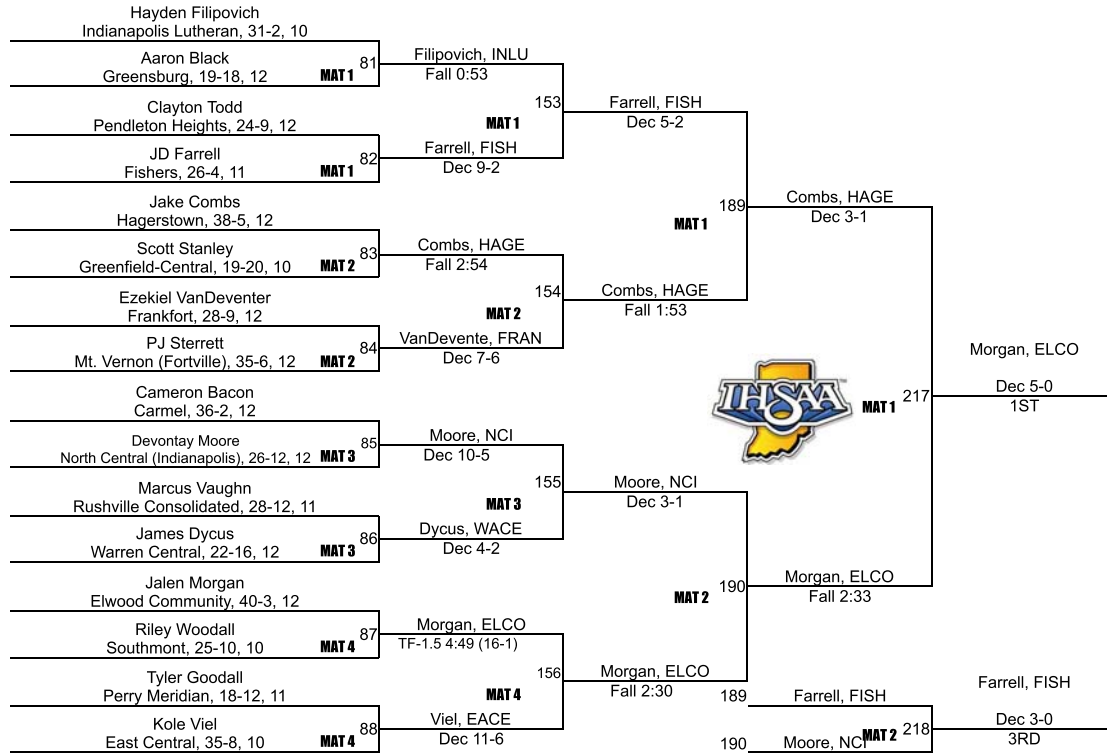 Hayden Filipovich
Indianapolis Lutheran, 31-2, 10
Aaron Black
Greensburg, 19-18, 12
MAT 1
81
Clayton Todd
Pendleton Heights, 24-9, 12
JD Farrell
Fishers, 26-4, 11
MAT 1
82
Jake Combs
Hagerstown, 38-5, 12
Scott Stanley
Greenfield-Central, 19-20, 10
MAT 2
83
Ezekiel VanDeventer
Frankfort, 28-9, 12
PJ Sterrett
Mt. Vernon (Fortville), 35-6, 12
MAT 2
84
Cameron Bacon
Carmel, 36-2, 12
Devontay Moore
North Central (Indianapolis), 26-12, 12
MAT 3
85
Marcus Vaughn
Rushville Consolidated, 28-12, 11
James Dycus
Warren Central, 22-16, 12
MAT 3
86
Jalen Morgan
Elwood Community, 40-3, 12
Riley Woodall
Southmont, 25-10, 10
MAT 4
87
Tyler Goodall
Perry Meridian, 18-12, 11
Kole Viel
East Central, 35-8, 10
MAT 4
88
Filipovich, INLU
Fall 0:53
153
MAT 1
Farrell, FISH
Dec 9-2
Combs, HAGE
Fall 2:54
154
MAT 2
VanDevente, FRAN
Dec 7-6
Moore, NCI
Dec 10-5
155
MAT 3
Dycus, WACE
Dec 4-2
Morgan, ELCO
TF-1.5 4:49 (16-1)
156
MAT 4
Viel, EACE
Dec 11-6
Farrell, FISH
Dec 5-2
189
MAT 1
Combs, HAGE
Fall 1:53
Moore, NCI
Dec 3-1
190
MAT 2
Morgan, ELCO
Fall 2:30
Combs, HAGE
Dec 3-1
IHSAA
TM
MAT 1
217
Morgan, ELCO
Fall 2:33
Morgan, ELCO
Dec 5-0
1ST
189
Farrell, FISH
MAT 2
218
190
Moore, NCI
Farrell, FISH
Dec 3-0
3RD